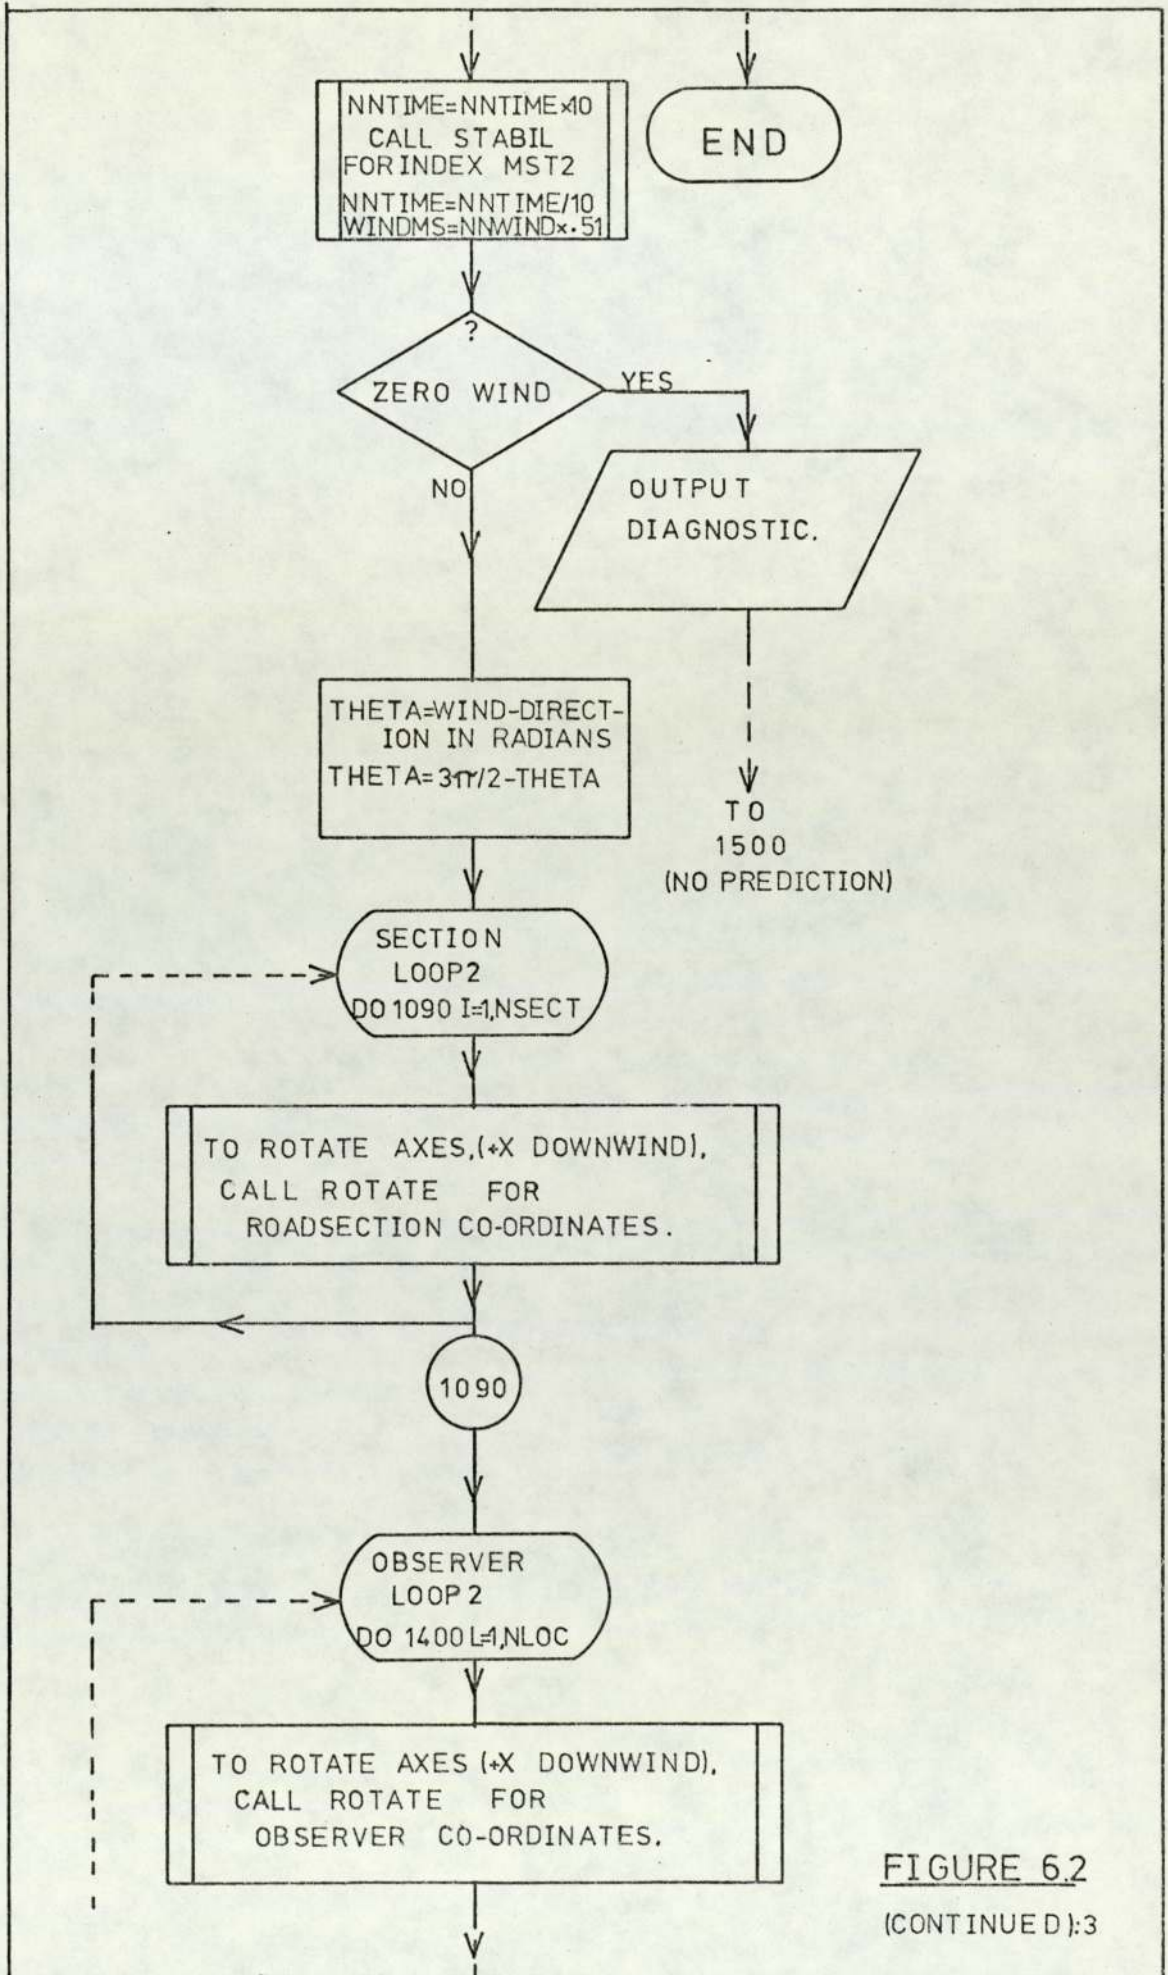 NNTIME=NNTIME×10
CALL STABIL
FOR INDEX MST2
NNTIME=NNTIME/10
WINDMS=NNWIND×.51
END
?
ZERO WIND
YES
NO
OUTPUT
DIAGNOSTIC.
THETA=WIND-DIRECT-
ION IN RADIANS
THETA=3π/2-THETA
TO
1500
(NO PREDICTION)
SECTION
LOOP2
DO 1090 I=1,NSECT
TO ROTATE AXES,(+X DOWNWIND),
CALL ROTATE FOR
ROADSECTION CO-ORDINATES.
1090
OBSERVER
LOOP2
DO 1400 L=1,NLOC
TO ROTATE AXES (+X DOWNWIND),
CALL ROTATE FOR
OBSERVER CO-ORDINATES.
FIGURE 6.2
(CONTINUED):3